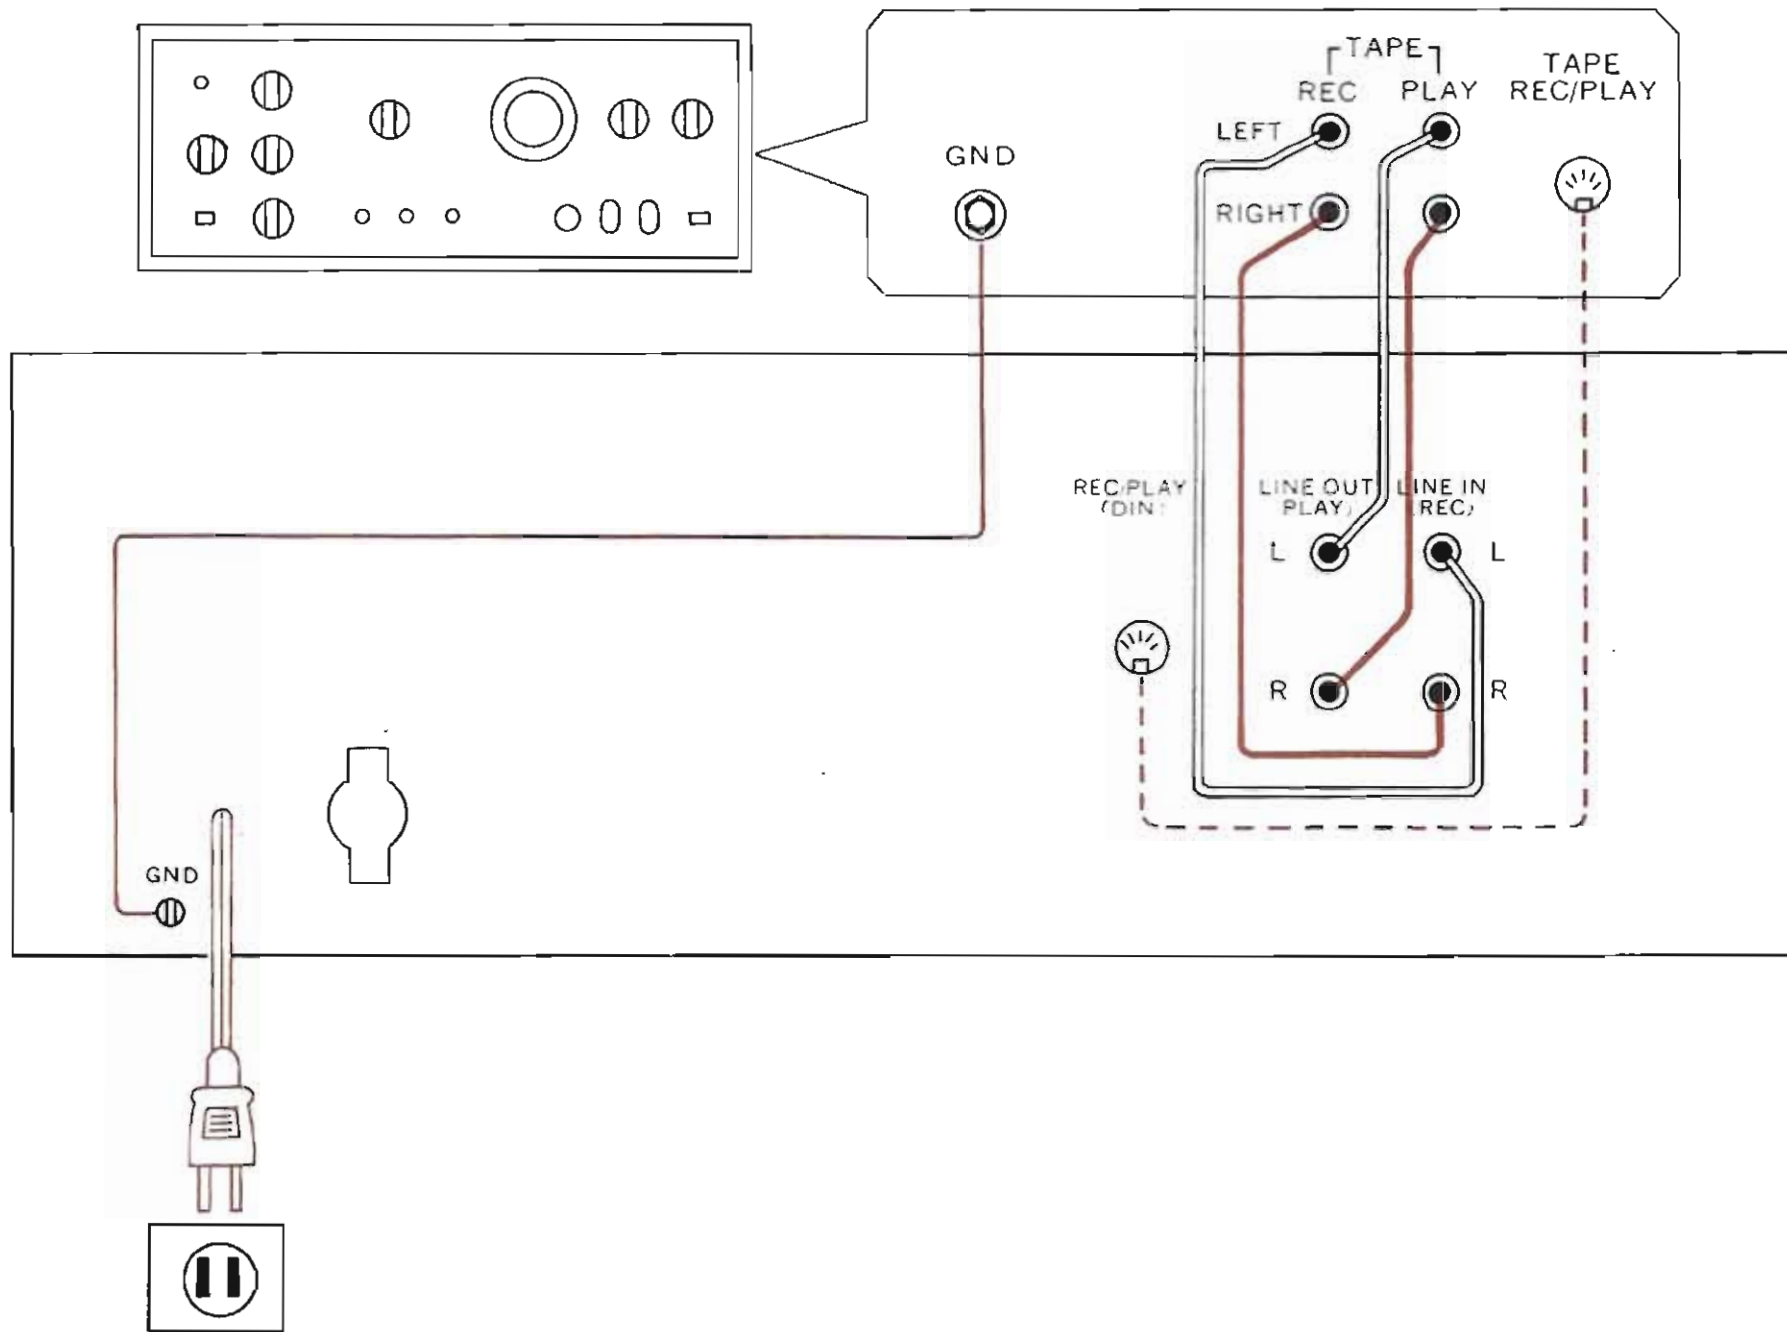 TAPE
REC PLAY
TAPE
REC/PLAY
LEFT
RIGHT
GND
REC/PLAY
(DIN)
LINE OUT
PLAY)
LINE IN
(REC)
L
L
R
R
GND